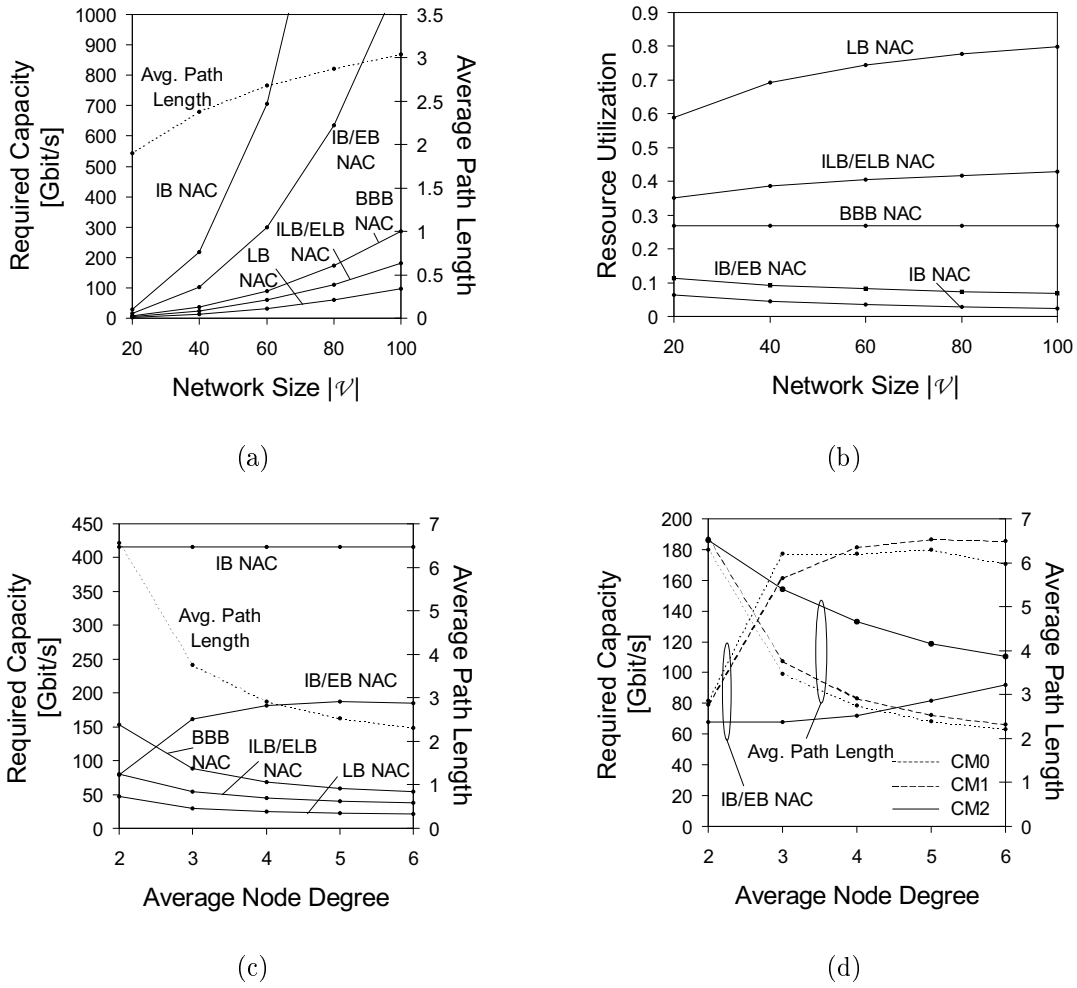 1000
900
800
700
600
500
400
300
200
100
0
Required Capacity
[Gbit/s]
3.5
3
2.5
2
1.5
1
0.5
0
Average Path Length
Avg. Path
Length
IB NAC
IB/EB
NAC
BBB
NAC
ILB/ELB
NAC
LB
NAC
20 40 60 80 100
Network Size |𝒱|
(a)
0.9
0.8
0.7
0.6
0.5
0.4
0.3
0.2
0.1
0
Resource Utilization
LB NAC
ILB/ELB NAC
BBB NAC
IB/EB NAC
IB NAC
20 40 60 80 100
Network Size |𝒱|
(b)
450
400
350
300
250
200
150
100
50
0
Required Capacity
[Gbit/s]
7
6
5
4
3
2
1
0
Average Path Length
IB NAC
Avg. Path
Length
IB/EB NAC
BBB
NAC
ILB/ELB
NAC
LB NAC
2 3 4 5 6
Average Node Degree
(c)
200
180
160
140
120
100
80
60
40
20
0
Required Capacity
[Gbit/s]
7
6
5
4
3
2
1
0
Average Path Length
Avg. Path Length
IB/EB NAC
CM0
CM1
CM2
2 3 4 5 6
Average Node Degree
(d)